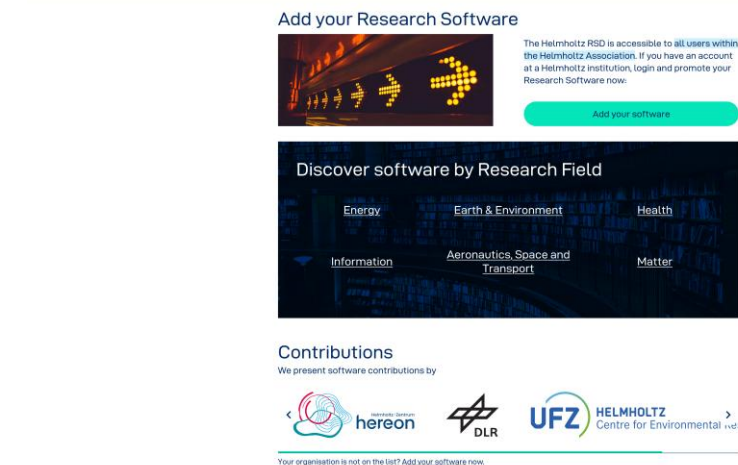 Add your Research Software
The Helmholtz RSD is accessible to all users within
the Helmholtz Association. If you have an account
at a Helmholtz institution, login and promote your
Research Software now:
Add your software
Discover software by Research Field
Energy
Earth & Environment
Health
Information
Aeronautics, Space and
Transport
Matter
Contributions
We present software contributions by
Helmholtz-Zentrum
hereon
DLR
UFZ
HELMHOLTZ
Centre for Environmental
Your organisation is not on the list? Add your software now.